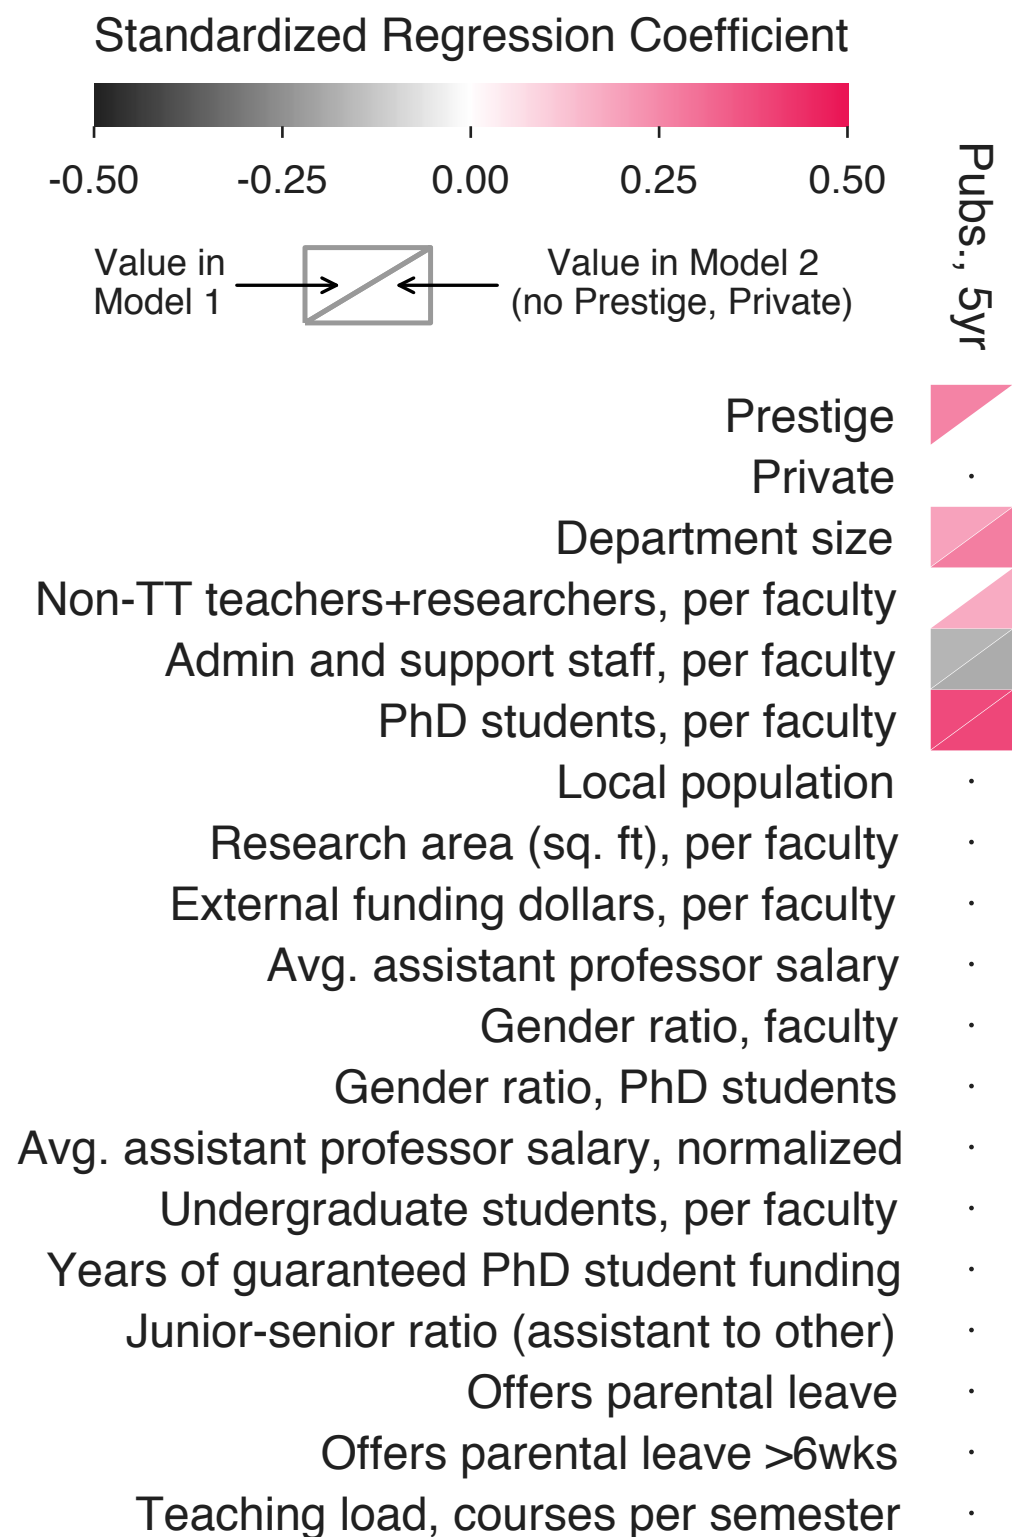 Standardized Regression Coefficient
-0.50 -0.25 0.00 0.25 0.50
Value in
Model 1
Value in Model 2
(no Prestige, Private)
Pubs., 5yr
Prestige
Private
Department size
Non-TT teachers+researchers, per faculty
Admin and support staff, per faculty
PhD students, per faculty
Local population
Research area (sq. ft), per faculty
External funding dollars, per faculty
Avg. assistant professor salary
Gender ratio, faculty
Gender ratio, PhD students
Avg. assistant professor salary, normalized
Undergraduate students, per faculty
Years of guaranteed PhD student funding
Junior-senior ratio (assistant to other)
Offers parental leave
Offers parental leave >6wks
Teaching load, courses per semester